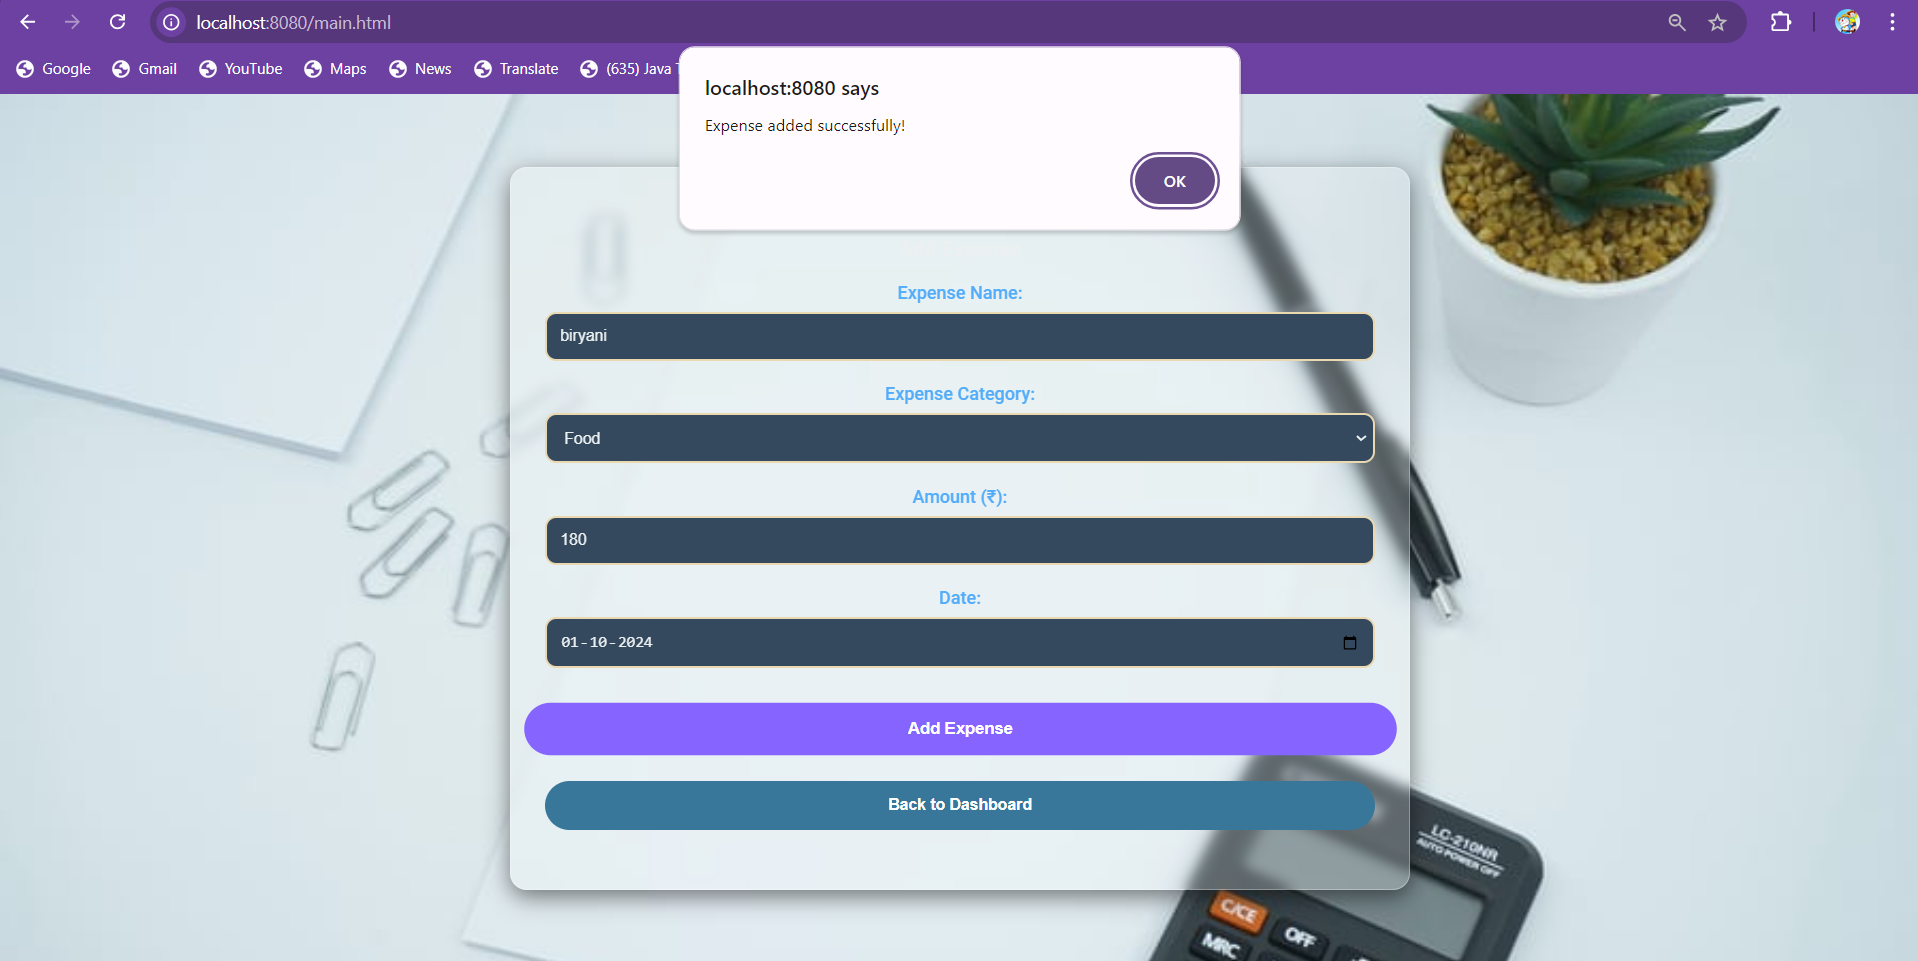 localhost:8080/main.html
Google Gmail YouTube Maps News Translate (635) Java
localhost:8080 says
Expense added successfully!
OK
Expense Name:
biryani
Expense Category:
Food
Amount (₹):
180
Date:
01-10-2024
Add Expense
Back to Dashboard
LC-210NR
AUTO POWER OFF
C/CE
OFF
MRC